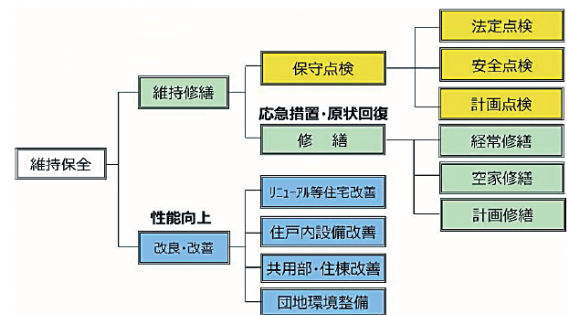 維持保全
維持修繕
保守点検
法定点検
安全点検
計画点検
応急措置・原状回復
修　繕
経常修繕
空家修繕
計画修繕
性能向上
改良・改善
ﾘﾆｭｰｱﾙ等住宅改善
住戸内設備改善
共用部・住棟改善
団地環境整備